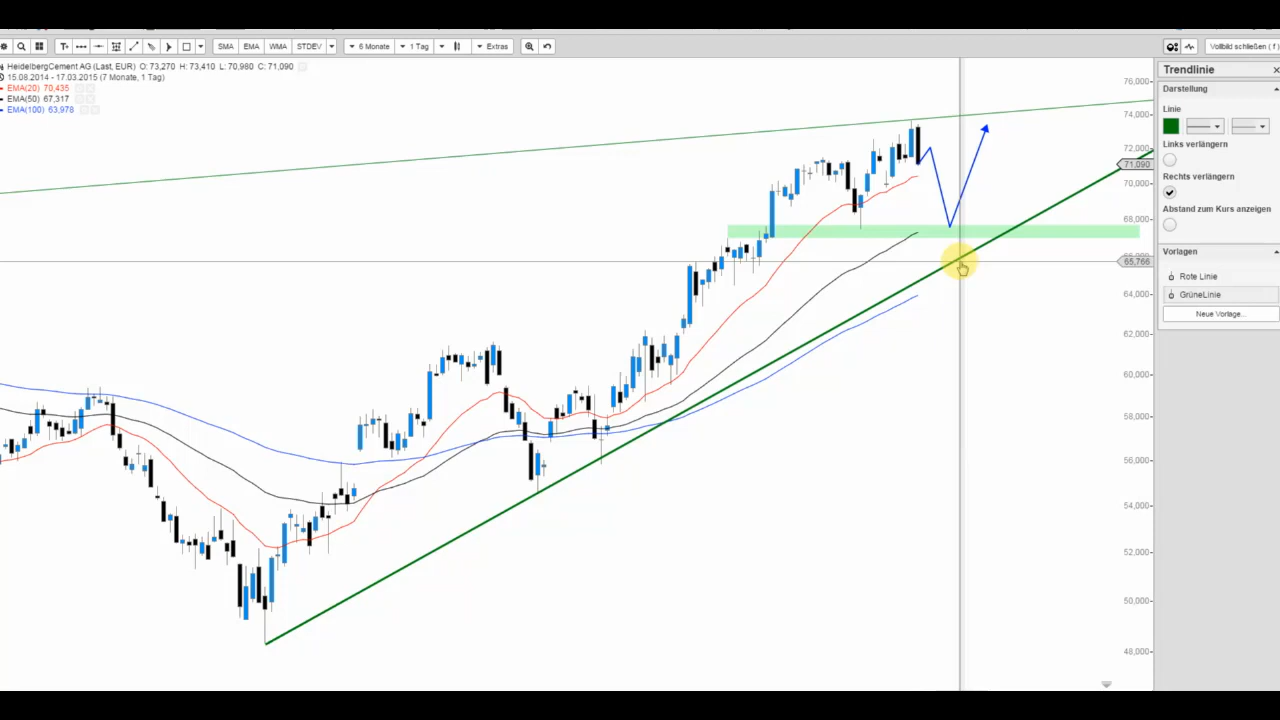 SMA EMA WMA STDEV 6 Monate 1 Tag Extras Vollbild schließen ( f )
HeidelbergCement AG (Last, EUR) O: 73,270 H: 73,410 L: 70,980 C: 71,090
15.08.2014 - 17.03.2015 (7 Monate, 1 Tag)
EMA(20) 70,435
EMA(50) 67,317
EMA(100) 63,978
76,000
74,000
72,000
71,090
70,000
68,000
65,766
64,000
62,000
60,000
58,000
56,000
54,000
52,000
50,000
48,000
Trendlinie
Darstellung
Linie
Links verlängern
Rechts verlängern
Abstand zum Kurs anzeigen
Vorlagen
Rote Linie
GrüneLinie
Neue Vorlage...